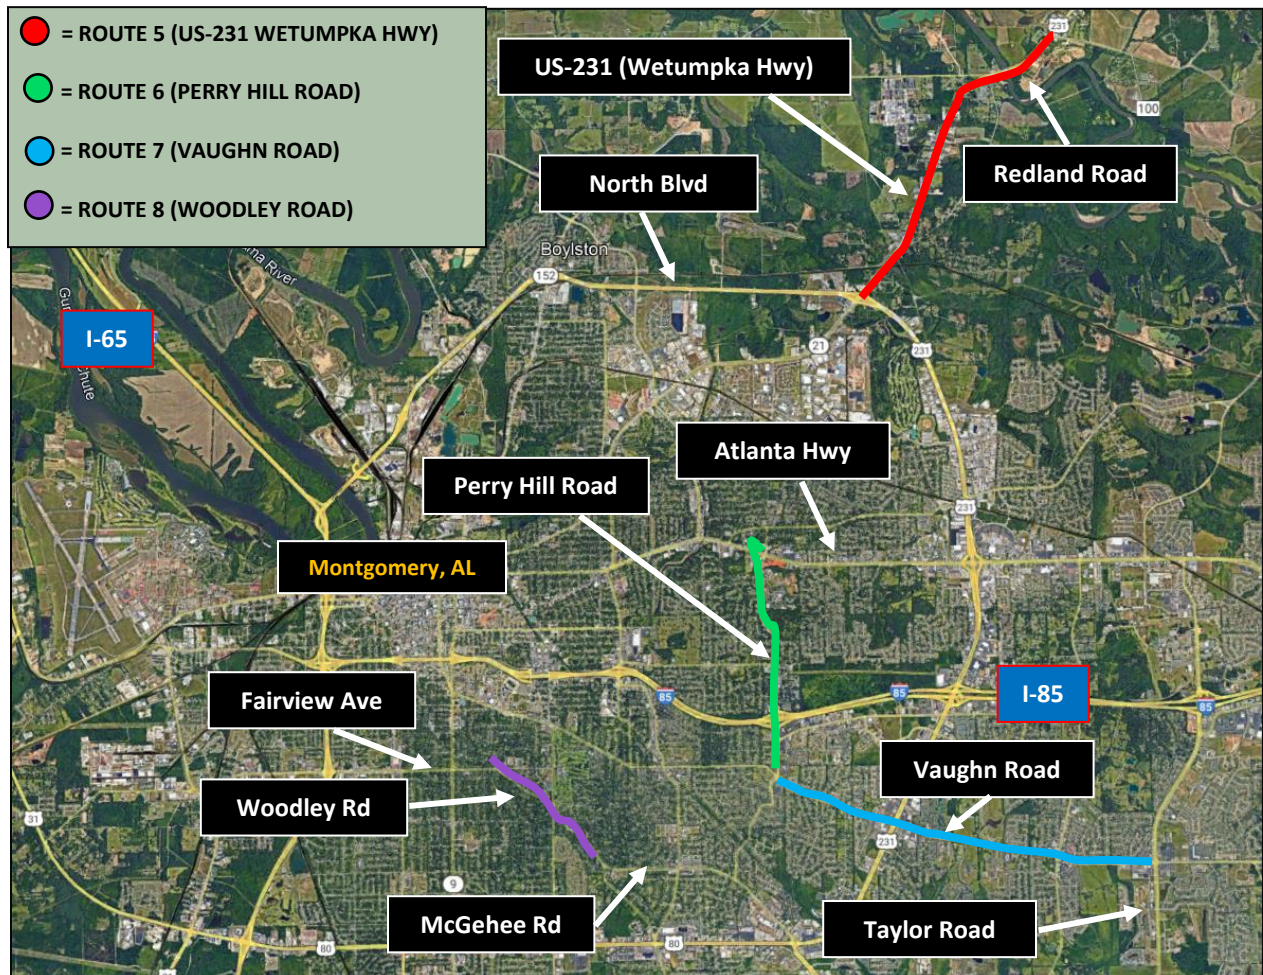 = ROUTE 5 (US-231 WETUMPKA HWY)
= ROUTE 6 (PERRY HILL ROAD)
= ROUTE 7 (VAUGHN ROAD)
= ROUTE 8 (WOODLEY ROAD)
231
US-231 (Wetumpka Hwy)
100
Redland Road
North Blvd
Boylston
152
River
I-65
Chute
21
231
Atlanta Hwy
Perry Hill Road
231
Montgomery, AL
Fairview Ave
85
85
I-85
85
Vaughn Road
Woodley Rd
31
231
9
McGehee Rd
Taylor Road
80
80